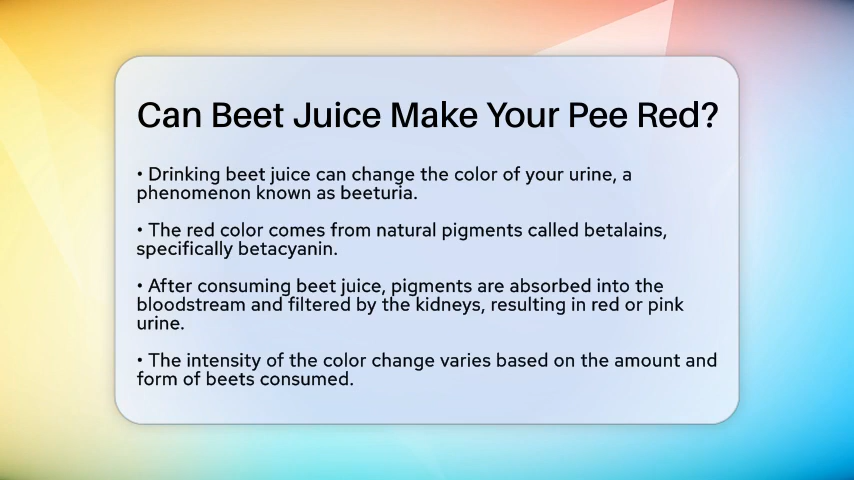 Can Beet Juice Make Your Pee Red?
• Drinking beet juice can change the color of your urine, a
phenomenon known as beeturia.
• The red color comes from natural pigments called betalains,
specifically betacyanin.
• After consuming beet juice, pigments are absorbed into the
bloodstream and filtered by the kidneys, resulting in red or pink
urine.
• The intensity of the color change varies based on the amount and
form of beets consumed.